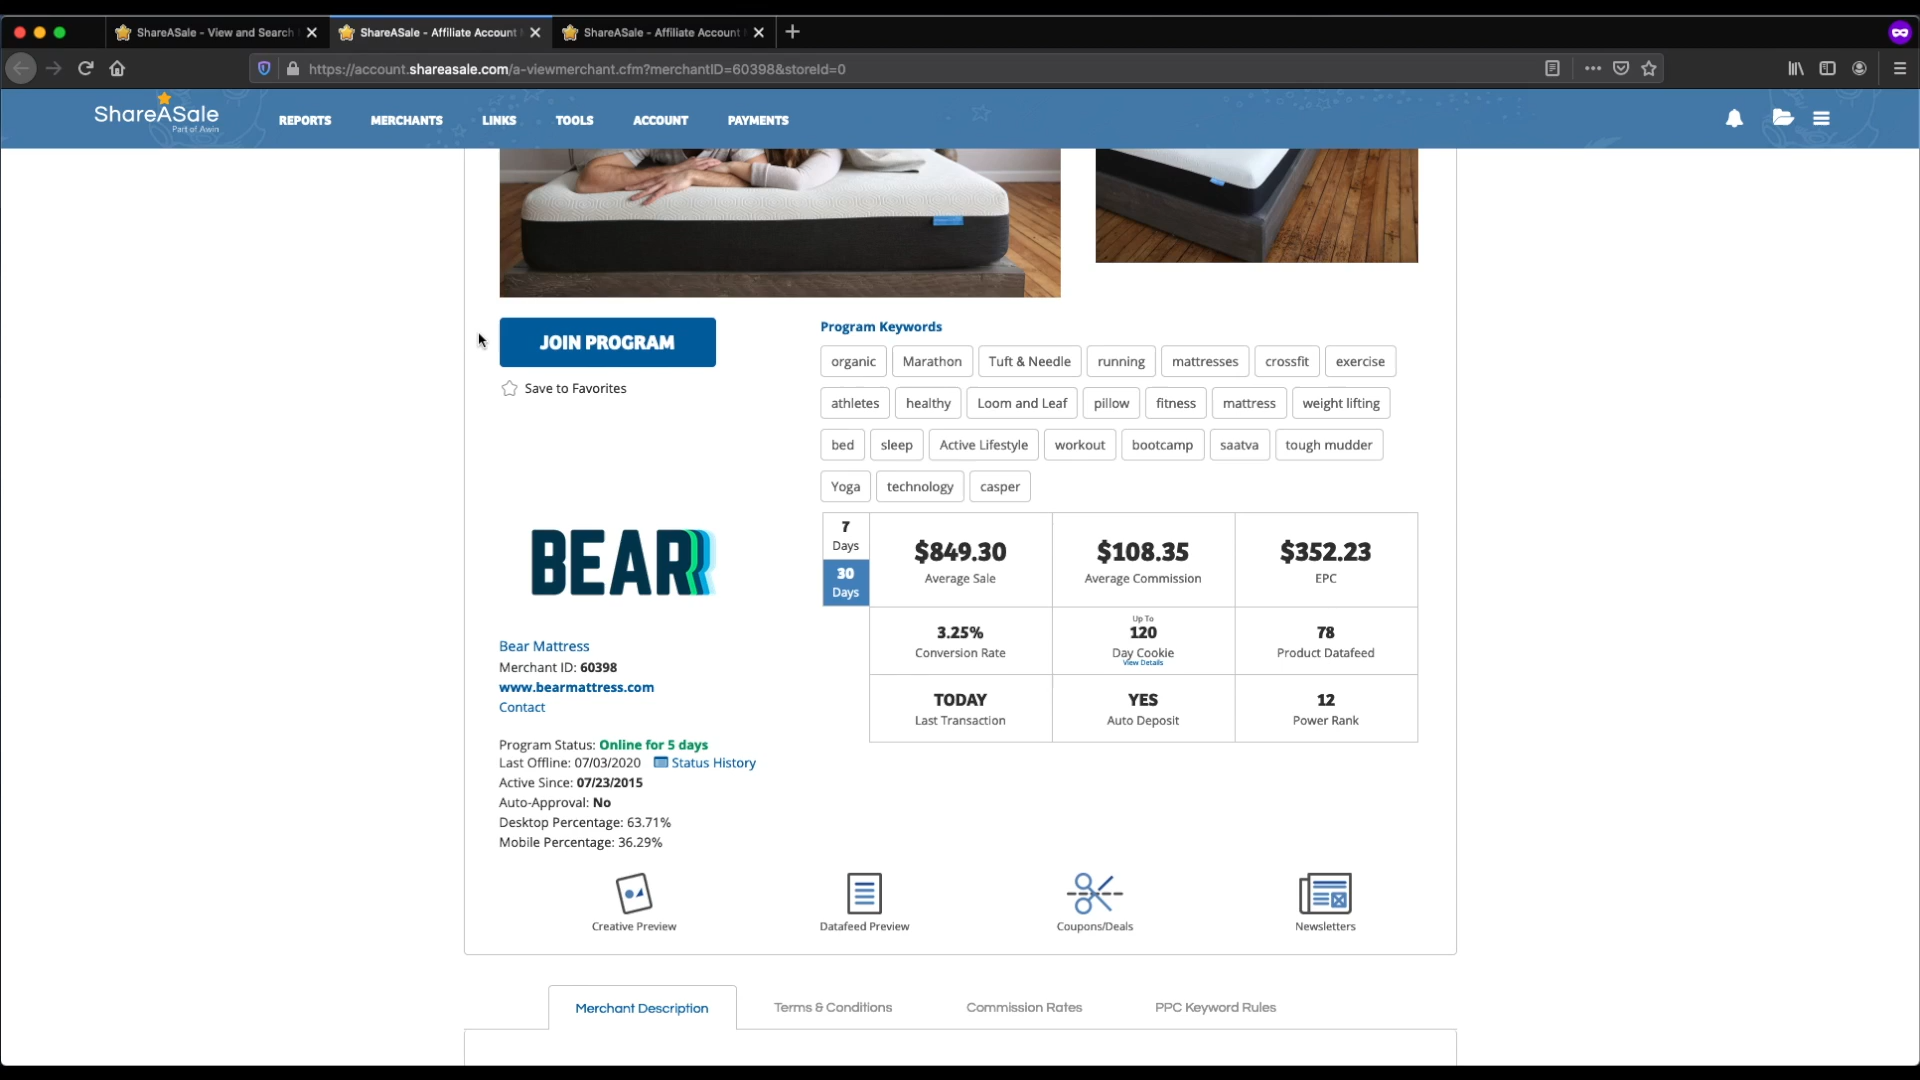 ShareASale - View and Search
ShareASale - Affiliate Account
ShareASale - Affiliate Account
https://account.shareasale.com/a-viewmerchant.cfm?merchantID=60398&storeId=0
ShareASale
Part of Awin
REPORTS
MERCHANTS
LINKS
TOOLS
ACCOUNT
PAYMENTS
JOIN PROGRAM
Save to Favorites
Program Keywords
organic Marathon Tuft & Needle running mattresses crossfit exercise
athletes healthy Loom and Leaf pillow fitness mattress weight lifting
bed sleep Active Lifestyle workout bootcamp saatva tough mudder
Yoga technology casper
7
Days
30
Days
$849.30
Average Sale
$108.35
Average Commission
$352.23
EPC
3.25%
Conversion Rate
Up To
120
Day Cookie
View Details
78
Product Datafeed
TODAY
Last Transaction
YES
Auto Deposit
12
Power Rank
BEAR
Bear Mattress
Merchant ID: 60398
www.bearmattress.com
Contact
Program Status: Online for 5 days
Last Offline: 07/03/2020 Status History
Active Since: 07/23/2015
Auto-Approval: No
Desktop Percentage: 63.71%
Mobile Percentage: 36.29%
Creative Preview
Datafeed Preview
Coupons/Deals
Newsletters
Merchant Description
Terms & Conditions
Commission Rates
PPC Keyword Rules